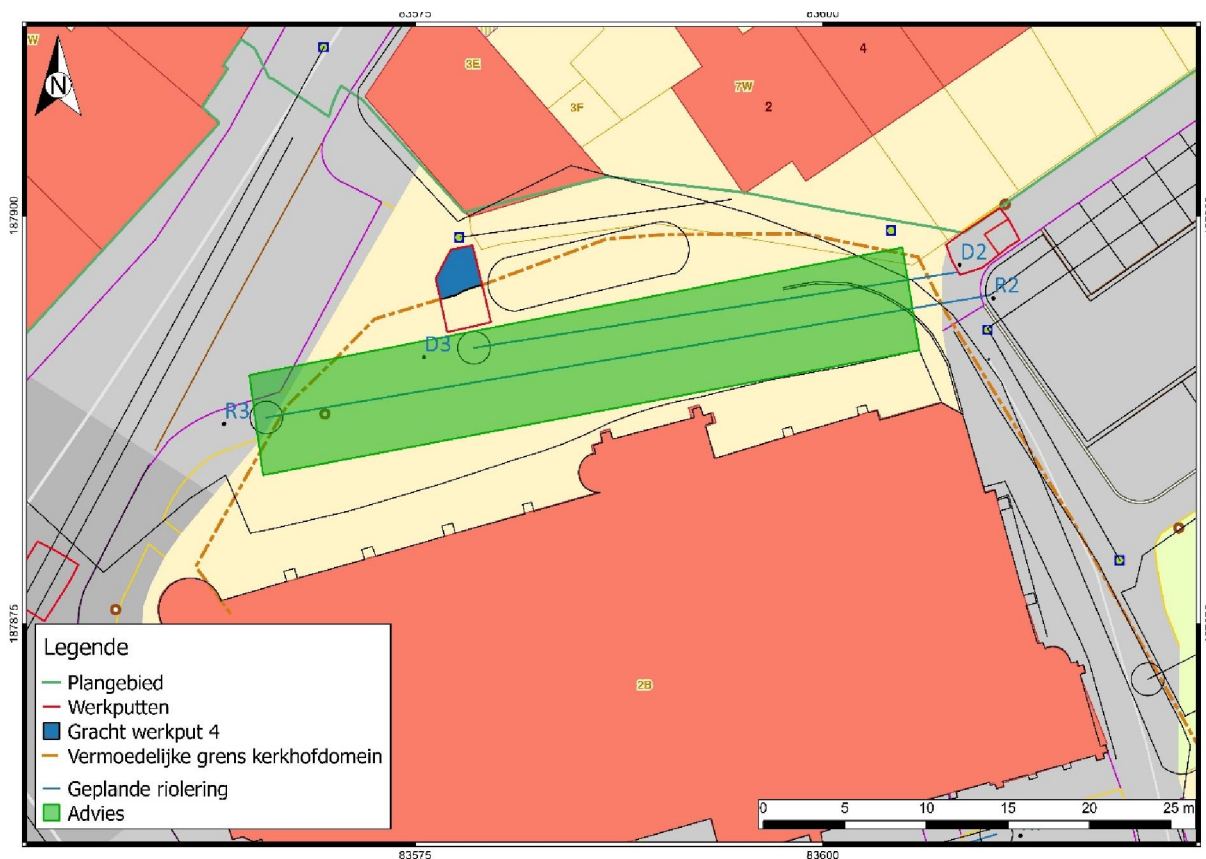 83575
83600
W
N
3E
4
7W
2
3F
187900
D2
R2
D3
R3
187875
2B
Legende
Plangebied
Werkputten
Gracht werkput 4
Vermoedelijke grens kerkhofdomein
Geplande riolering
Advies
0 5 10 15 20 25 m
83575
83600